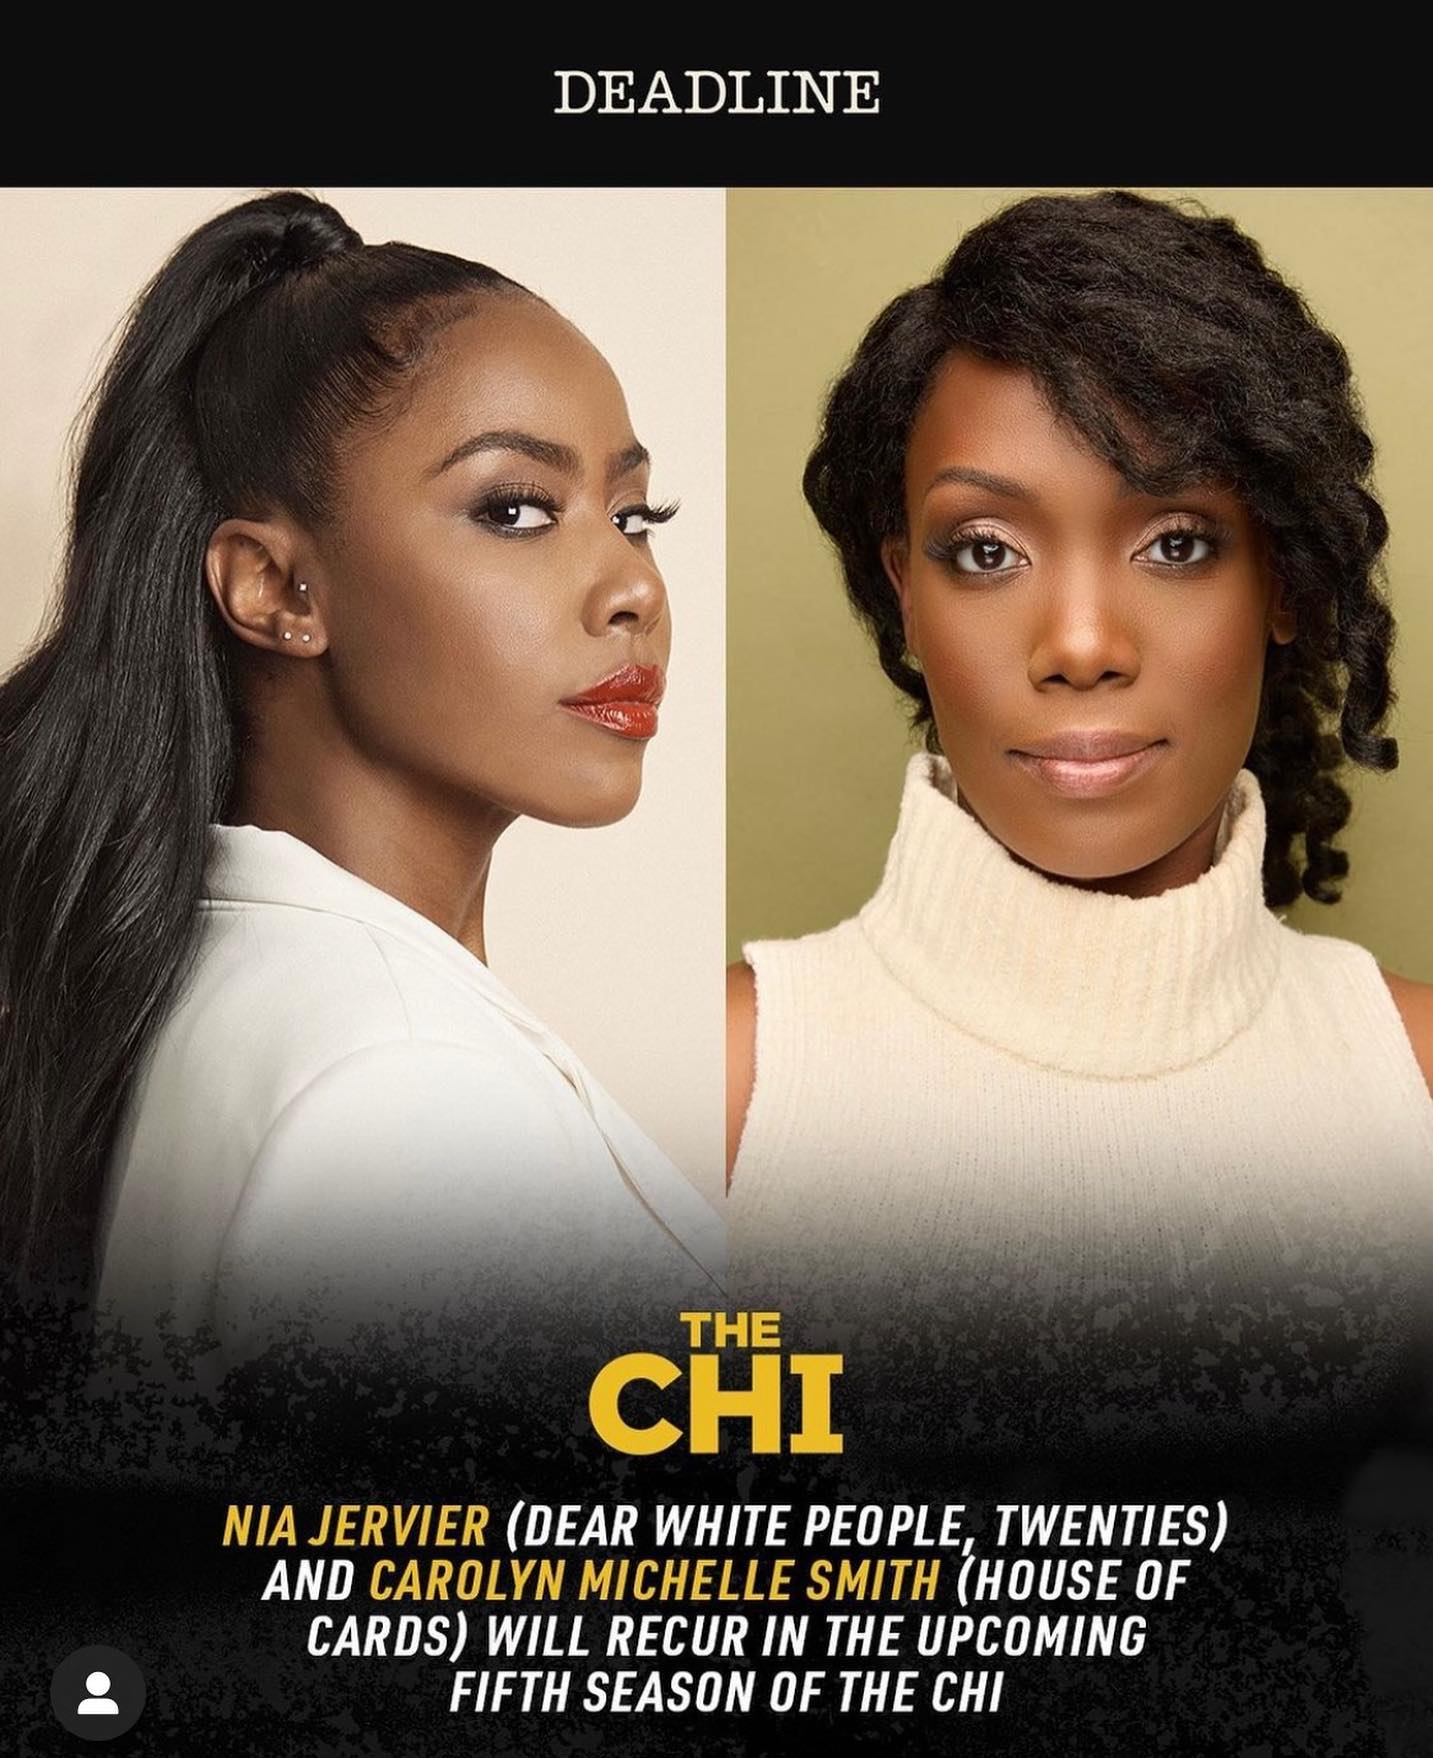 DEADLINE
THE
CHI
NIA JERVIER (DEAR WHITE PEOPLE, TWENTIES)
AND CAROLYN MICHELLE SMITH (HOUSE OF
CARDS) WILL RECUR IN THE UPCOMING
FIFTH SEASON OF THE CHI